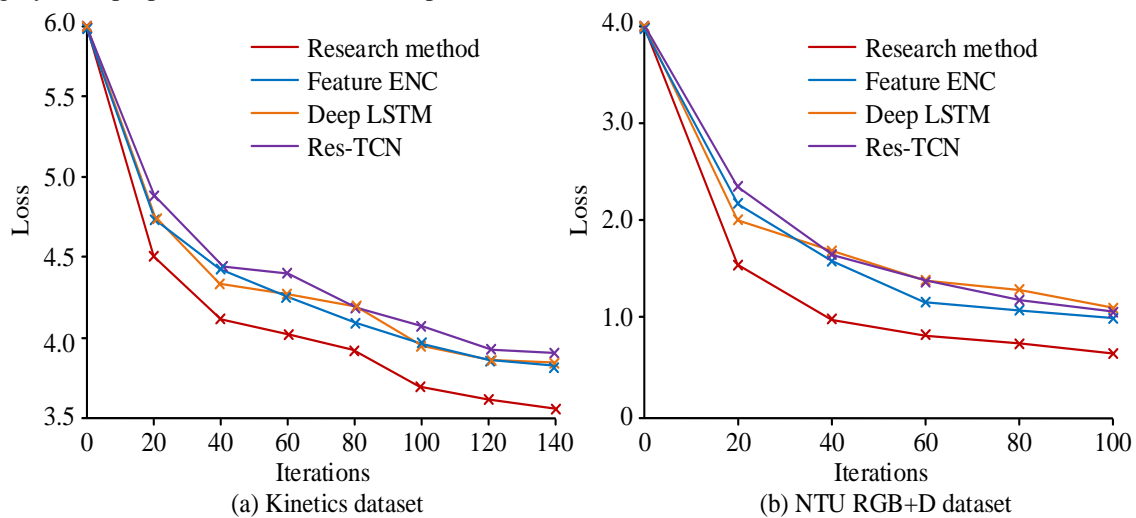 6.0
5.5
5.0
4.5
4.0
3.5
Loss
Research method
Feature ENC
Deep LSTM
Res-TCN
0 20 40 60 80 100 120 140
Iterations
(a) Kinetics dataset
4.0
3.0
2.0
1.0
0
Loss
Research method
Feature ENC
Deep LSTM
Res-TCN
0 20 40 60 80 100
Iterations
(b) NTU RGB+D dataset